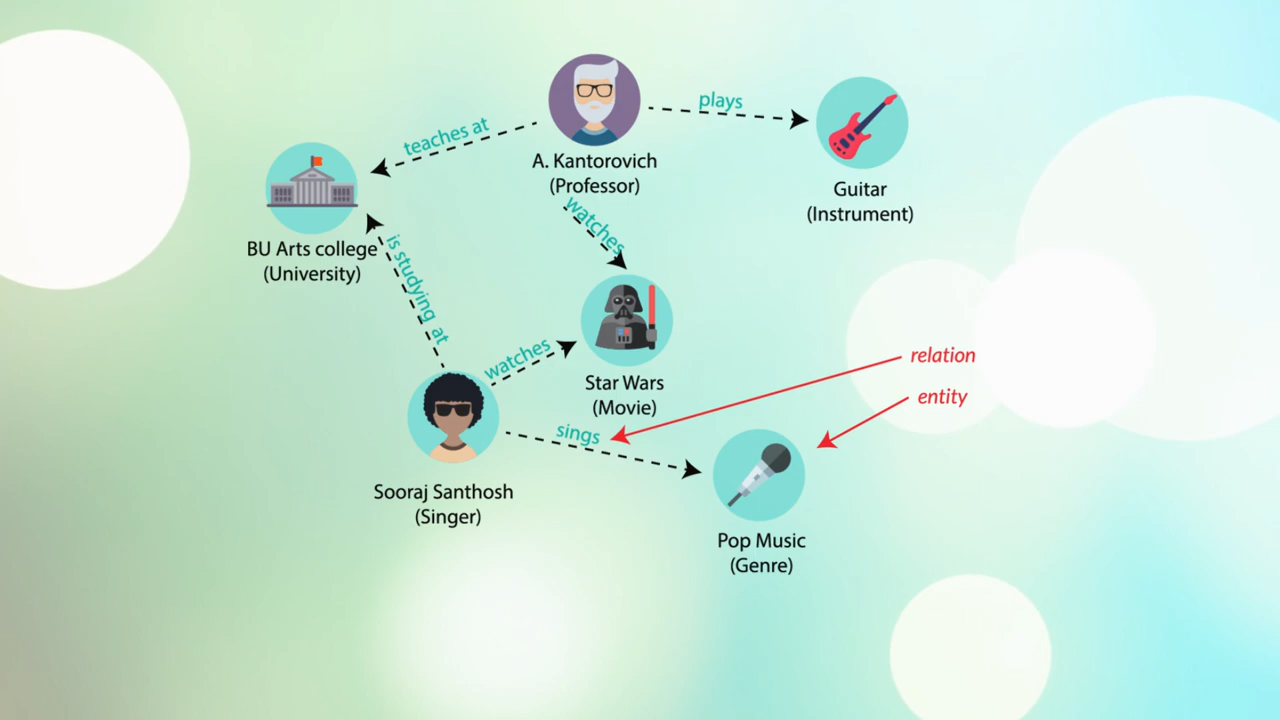 plays
teaches at
A. Kantorovich
(Professor)
Guitar
(Instrument)
watches
BU Arts college
(University)
is studying at
watches
Star Wars
(Movie)
relation
entity
sings
Sooraj Santhosh
(Singer)
Pop Music
(Genre)